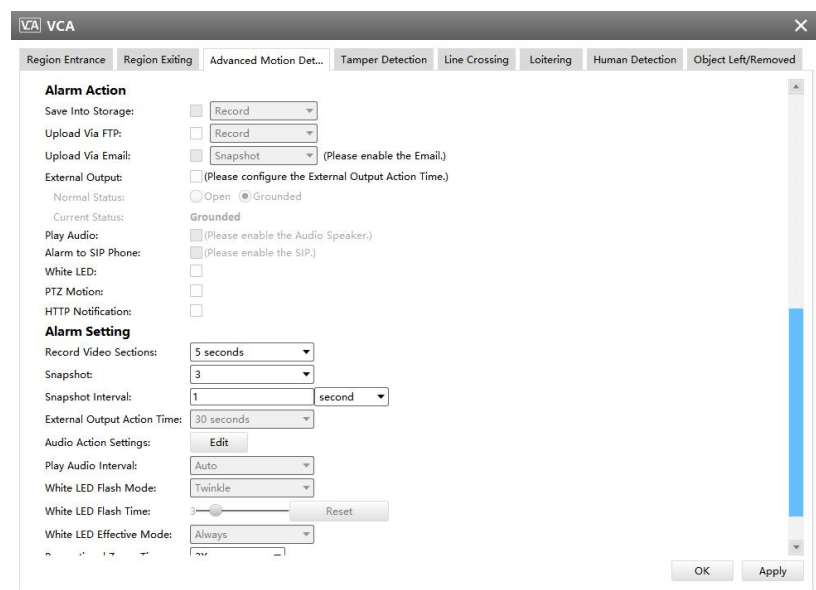 VCA VCA
Region Entrance Region Exiting Advanced Motion Det... Tamper Detection Line Crossing Loitering Human Detection Object Left/Removed
Alarm Action
Save Into Storage: Record
Upload Via FTP: Record
Upload Via Email: Snapshot (Please enable the Email.)
External Output: (Please configure the External Output Action Time.)
Normal Status: Open Grounded
Current Status: Grounded
Play Audio: (Please enable the Audio Speaker.)
Alarm to SIP Phone: (Please enable the SIP.)
White LED:
PTZ Motion:
HTTP Notification:
Alarm Setting
Record Video Sections: 5 seconds
Snapshot: 3
Snapshot Interval: 1 second
External Output Action Time: 30 seconds
Audio Action Settings: Edit
Play Audio Interval: Auto
White LED Flash Mode: Twinkle
White LED Flash Time: 3 Reset
White LED Effective Mode: Always
OK Apply